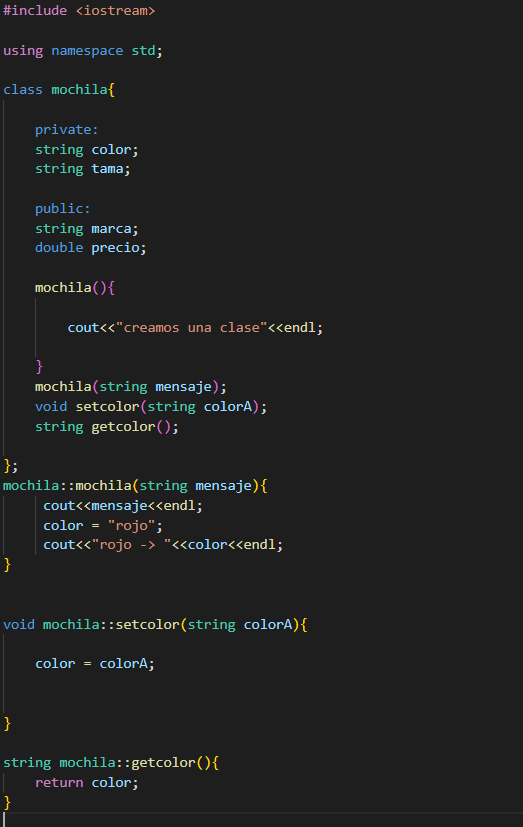 #include <iostream>
using namespace std;
class mochila{
private:
string color;
string tama;
public:
string marca;
double precio;
mochila(){
cout<<"creamos una clase"<<endl;
}
mochila(string mensaje);
void setcolor(string colorA);
string getcolor();
};
mochila::mochila(string mensaje){
cout<<mensaje<<endl;
color = "rojo";
cout<<"rojo -> "<<color<<endl;
}
void mochila::setcolor(string colorA){
color = colorA;
}
string mochila::getcolor(){
return color;
}